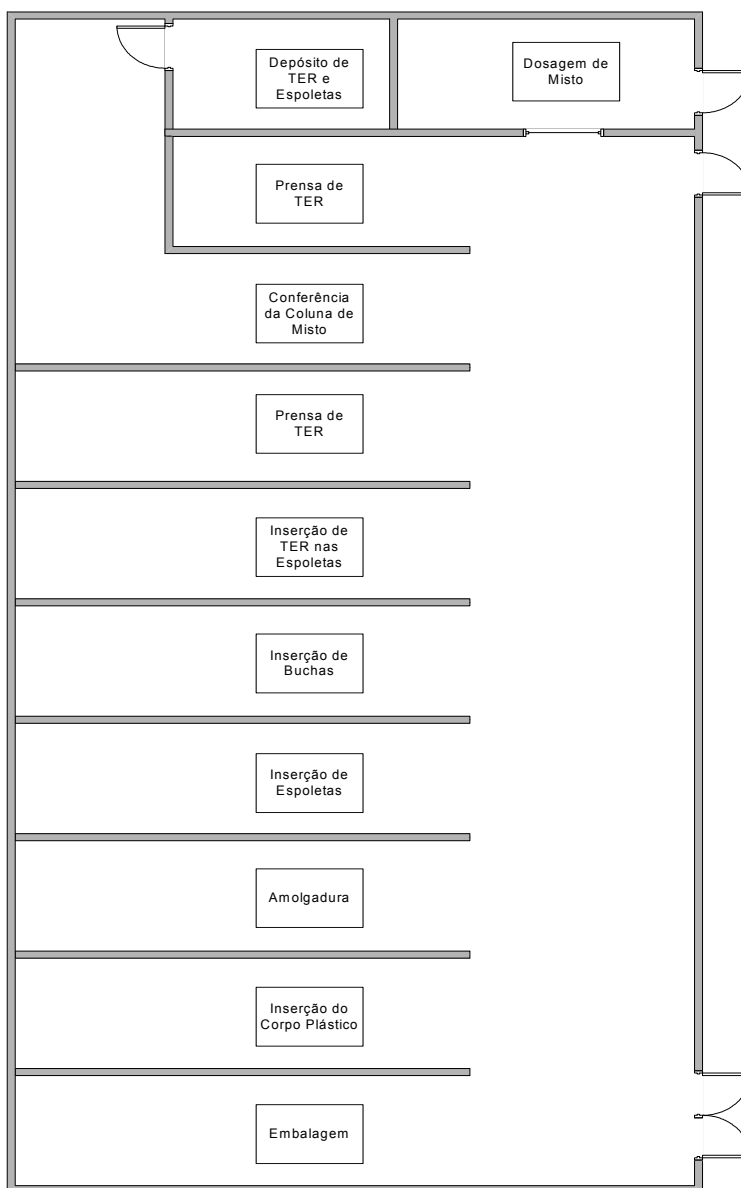 Depósito de
TER e
Espoletas
Dosagem de
Misto
Prensa de
TER
Conferência
da Coluna de
Misto
Prensa de
TER
Inserção de
TER nas
Espoletas
Inserção de
Buchas
Inserção de
Espoletas
Amolgadura
Inserção do
Corpo Plástico
Embalagem